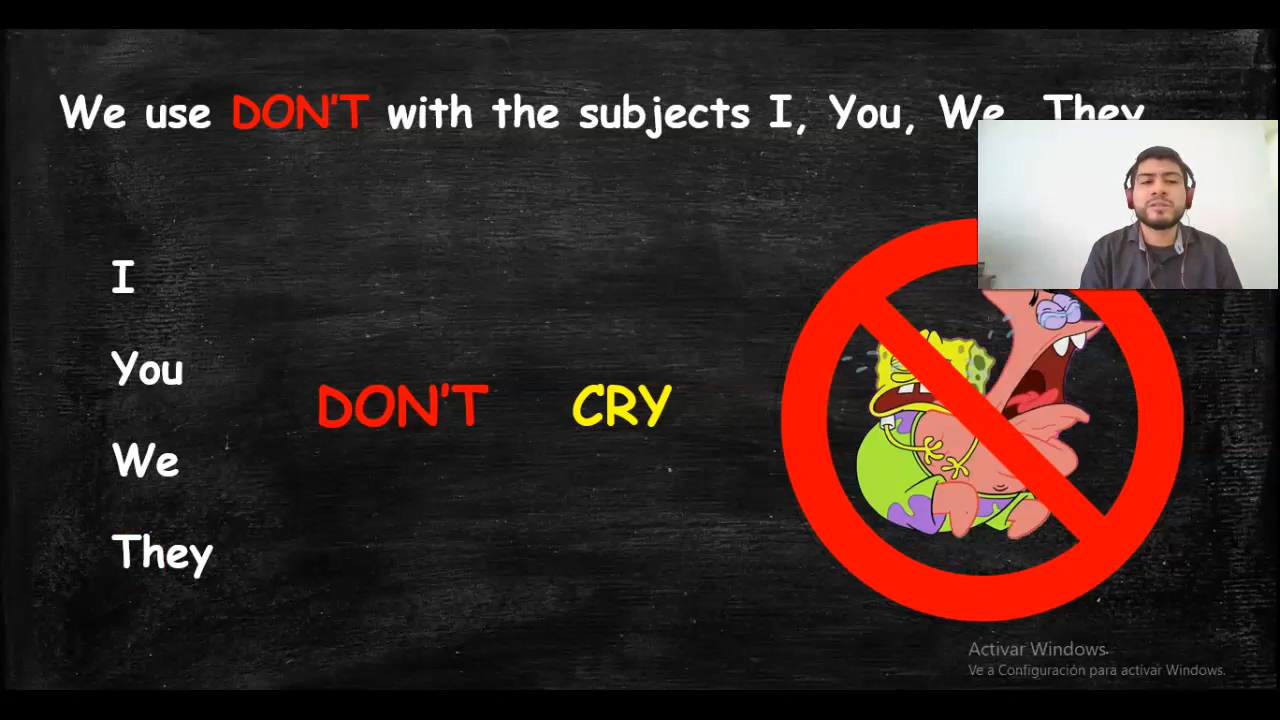 We use DON'T with the subjects I, You, We, They
I
You
We
They
DON'T CRY
Activar Windows
Ve a Configuración para activar Windows.